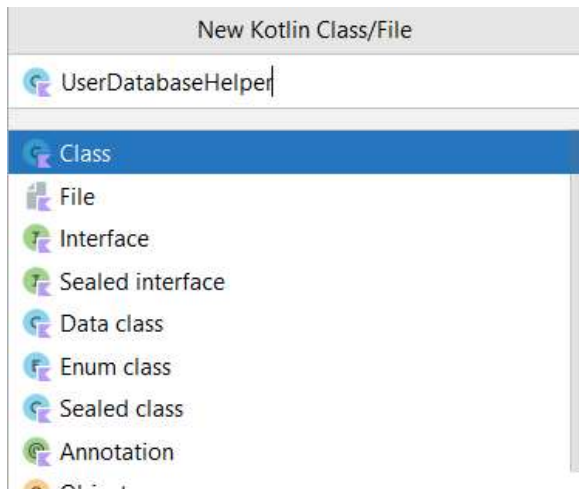 New Kotlin Class/File
UserDatabaseHelper
Class
File
Interface
Sealed interface
Data class
Enum class
Sealed class
Annotation